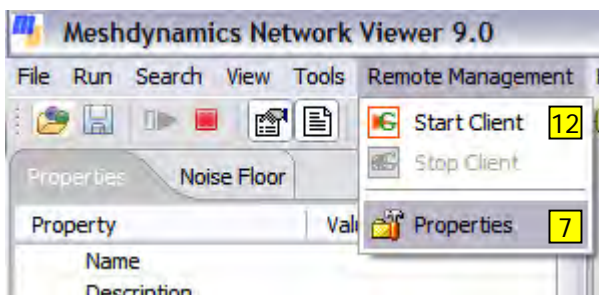 Meshdynamics Network Viewer 9.0
File Run Search View Tools Remote Management
Start Client 12
Stop Client
Properties Noise Floor
Property Properties 7
Name
Description